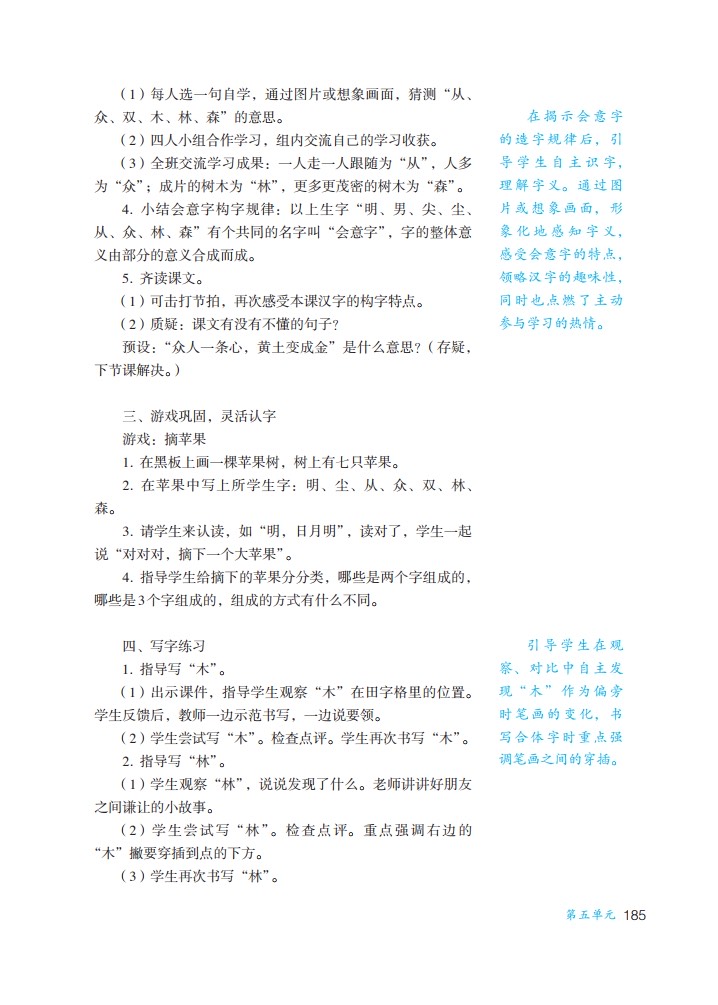 （1）每人选一句自学，通过图片或想象画面，猜测“从、
众、双、木、林、森”的意思。
（2）四人小组合作学习，组内交流自己的学习收获。
（3）全班交流学习成果：一人走一人跟随为“从”，人多
为“众”；成片的树木为“林”，更多更茂密的树木为“森”。
4. 小结会意字构字规律：以上生字“明、男、尖、尘、
从、众、林、森”有个共同的名字叫“会意字”，字的整体意
义由部分的意义合成而成。
5. 齐读课文。
（1）可击打节拍，再次感受本课汉字的构字特点。
（2）质疑：课文有没有不懂的句子？
预设：“众人一条心，黄土变成金”是什么意思？（存疑，
下节课解决。）
在揭示会意字
的造字规律后，引
导学生自主识字，
理解字义。通过图
片或想象画面，形
象化地感知字义，
感受会意字的特点，
领略汉字的趣味性，
同时也点燃了主动
参与学习的热情。
三、游戏巩固，灵活认字
游戏：摘苹果
1. 在黑板上画一棵苹果树，树上有七只苹果。
2. 在苹果中写上所学生字：明、尘、从、众、双、林、
森。
3. 请学生来认读，如“明，日月明”，读对了，学生一起
说“对对对，摘下一个大苹果”。
4. 指导学生给摘下的苹果分分类，哪些是两个字组成的，
哪些是3个字组成的，组成的方式有什么不同。
四、写字练习
1. 指导写“木”。
（1）出示课件，指导学生观察“木”在田字格里的位置。
学生反馈后，教师一边示范书写，一边说要领。
（2）学生尝试写“木”。检查点评。学生再次书写“木”。
2. 指导写“林”。
（1）学生观察“林”，说说发现了什么。老师讲讲好朋友
之间谦让的小故事。
（2）学生尝试写“林”。检查点评。重点强调右边的
“木”撇要穿插到点的下方。
（3）学生再次书写“林”。
引导学生在观
察、对比中自主发
现“木”作为偏旁
时笔画的变化，书
写合体字时重点强
调笔画之间的穿插。
第五单元 185